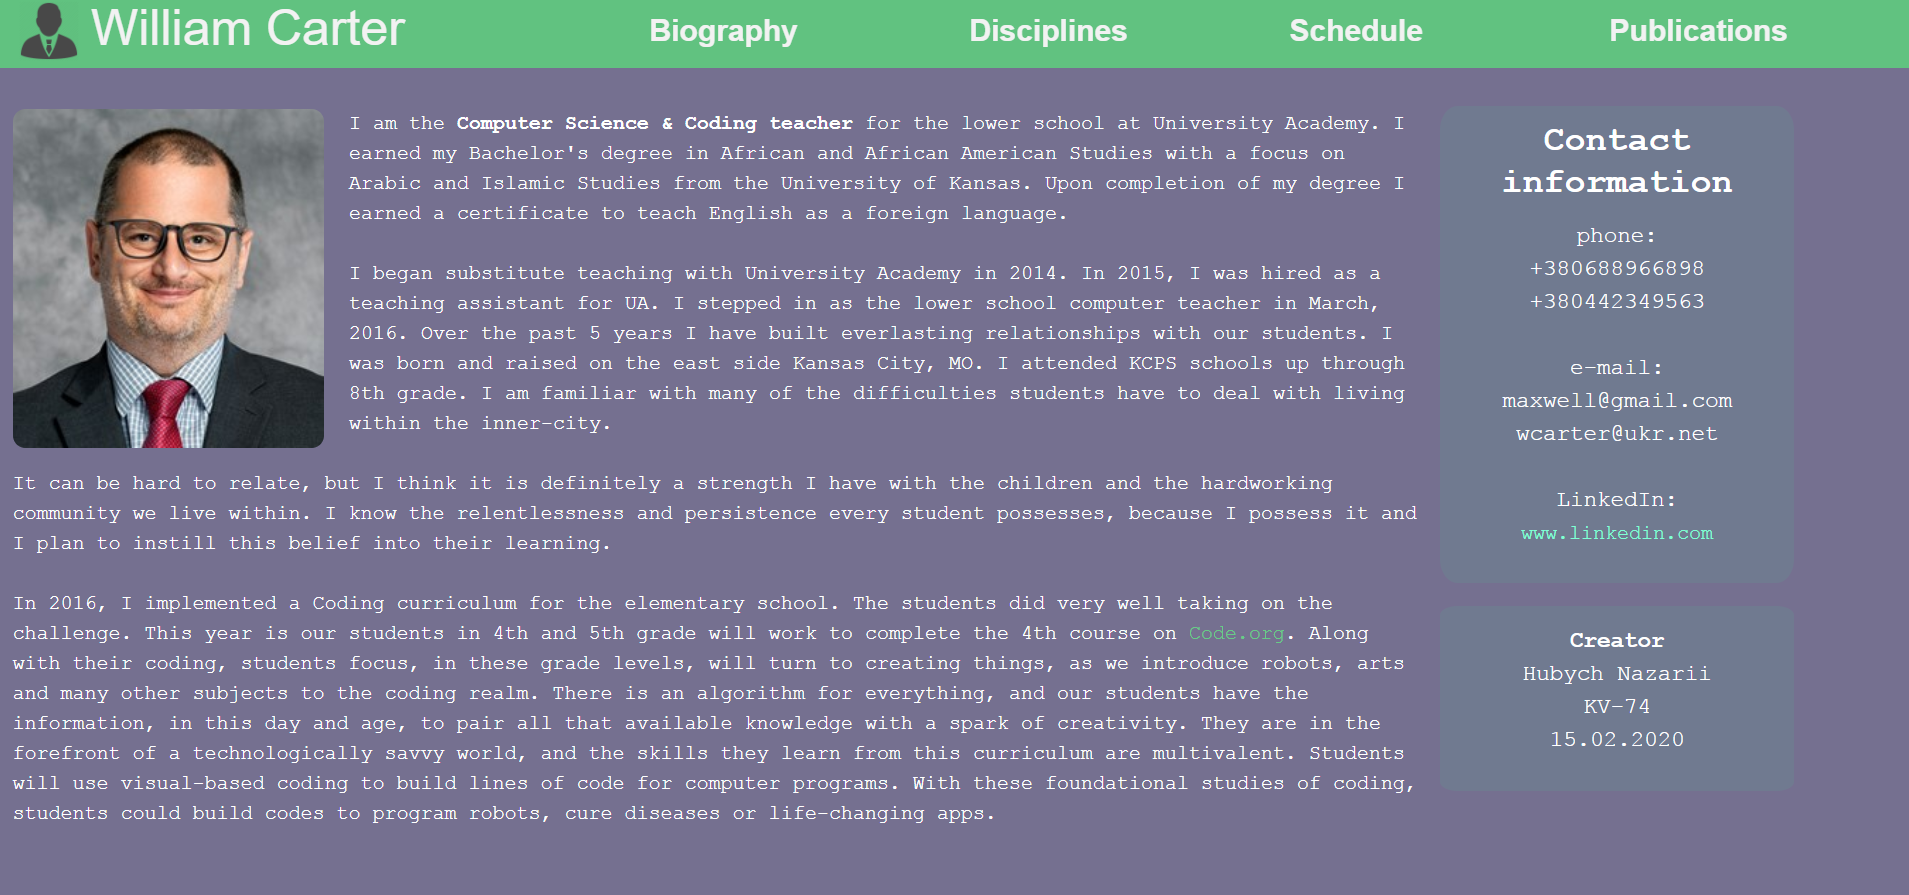 William Carter
Biography
Disciplines
Schedule
Publications
I am the Computer Science & Coding teacher for the lower school at University Academy. I
earned my Bachelor's degree in African and African American Studies with a focus on
Arabic and Islamic Studies from the University of Kansas. Upon completion of my degree I
earned a certificate to teach English as a foreign language.
I began substitute teaching with University Academy in 2014. In 2015, I was hired as a
teaching assistant for UA. I stepped in as the lower school computer teacher in March,
2016. Over the past 5 years I have built everlasting relationships with our students. I
was born and raised on the east side Kansas City, MO. I attended KCPS schools up through
8th grade. I am familiar with many of the difficulties students have to deal with living
within the inner-city.
It can be hard to relate, but I think it is definitely a strength I have with the children and the hardworking
community we live within. I know the relentlessness and persistence every student possesses, because I possess it and
I plan to instill this belief into their learning.
In 2016, I implemented a Coding curriculum for the elementary school. The students did very well taking on the
challenge. This year is our students in 4th and 5th grade will work to complete the 4th course on Code.org. Along
with their coding, students focus, in these grade levels, will turn to creating things, as we introduce robots, arts
and many other subjects to the coding realm. There is an algorithm for everything, and our students have the
information, in this day and age, to pair all that available knowledge with a spark of creativity. They are in the
forefront of a technologically savvy world, and the skills they learn from this curriculum are multivalent. Students
will use visual-based coding to build lines of code for computer programs. With these foundational studies of coding,
students could build codes to program robots, cure diseases or life-changing apps.
Contact
information
phone:
+380688966898
+380442349563
e-mail:
maxwell@gmail.com
wcarter@ukr.net
LinkedIn:
www.linkedin.com
Creator
Hubych Nazarii
KV-74
15.02.2020